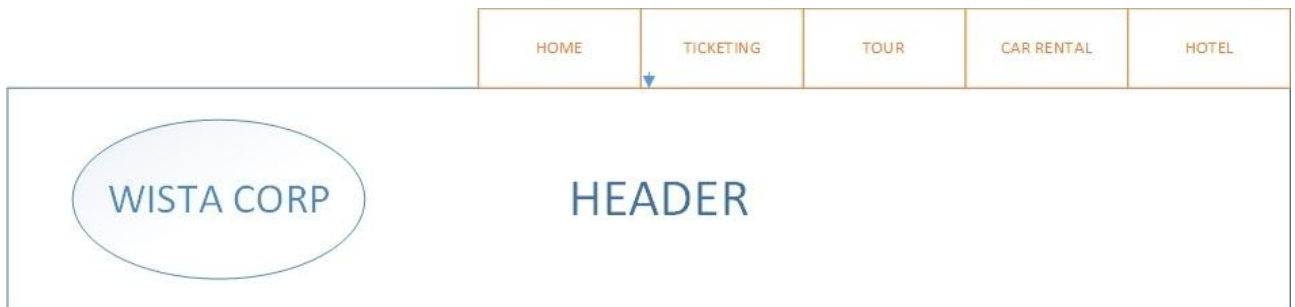 HOME TICKETING TOUR CAR RENTAL HOTEL
WISTA CORP HEADER